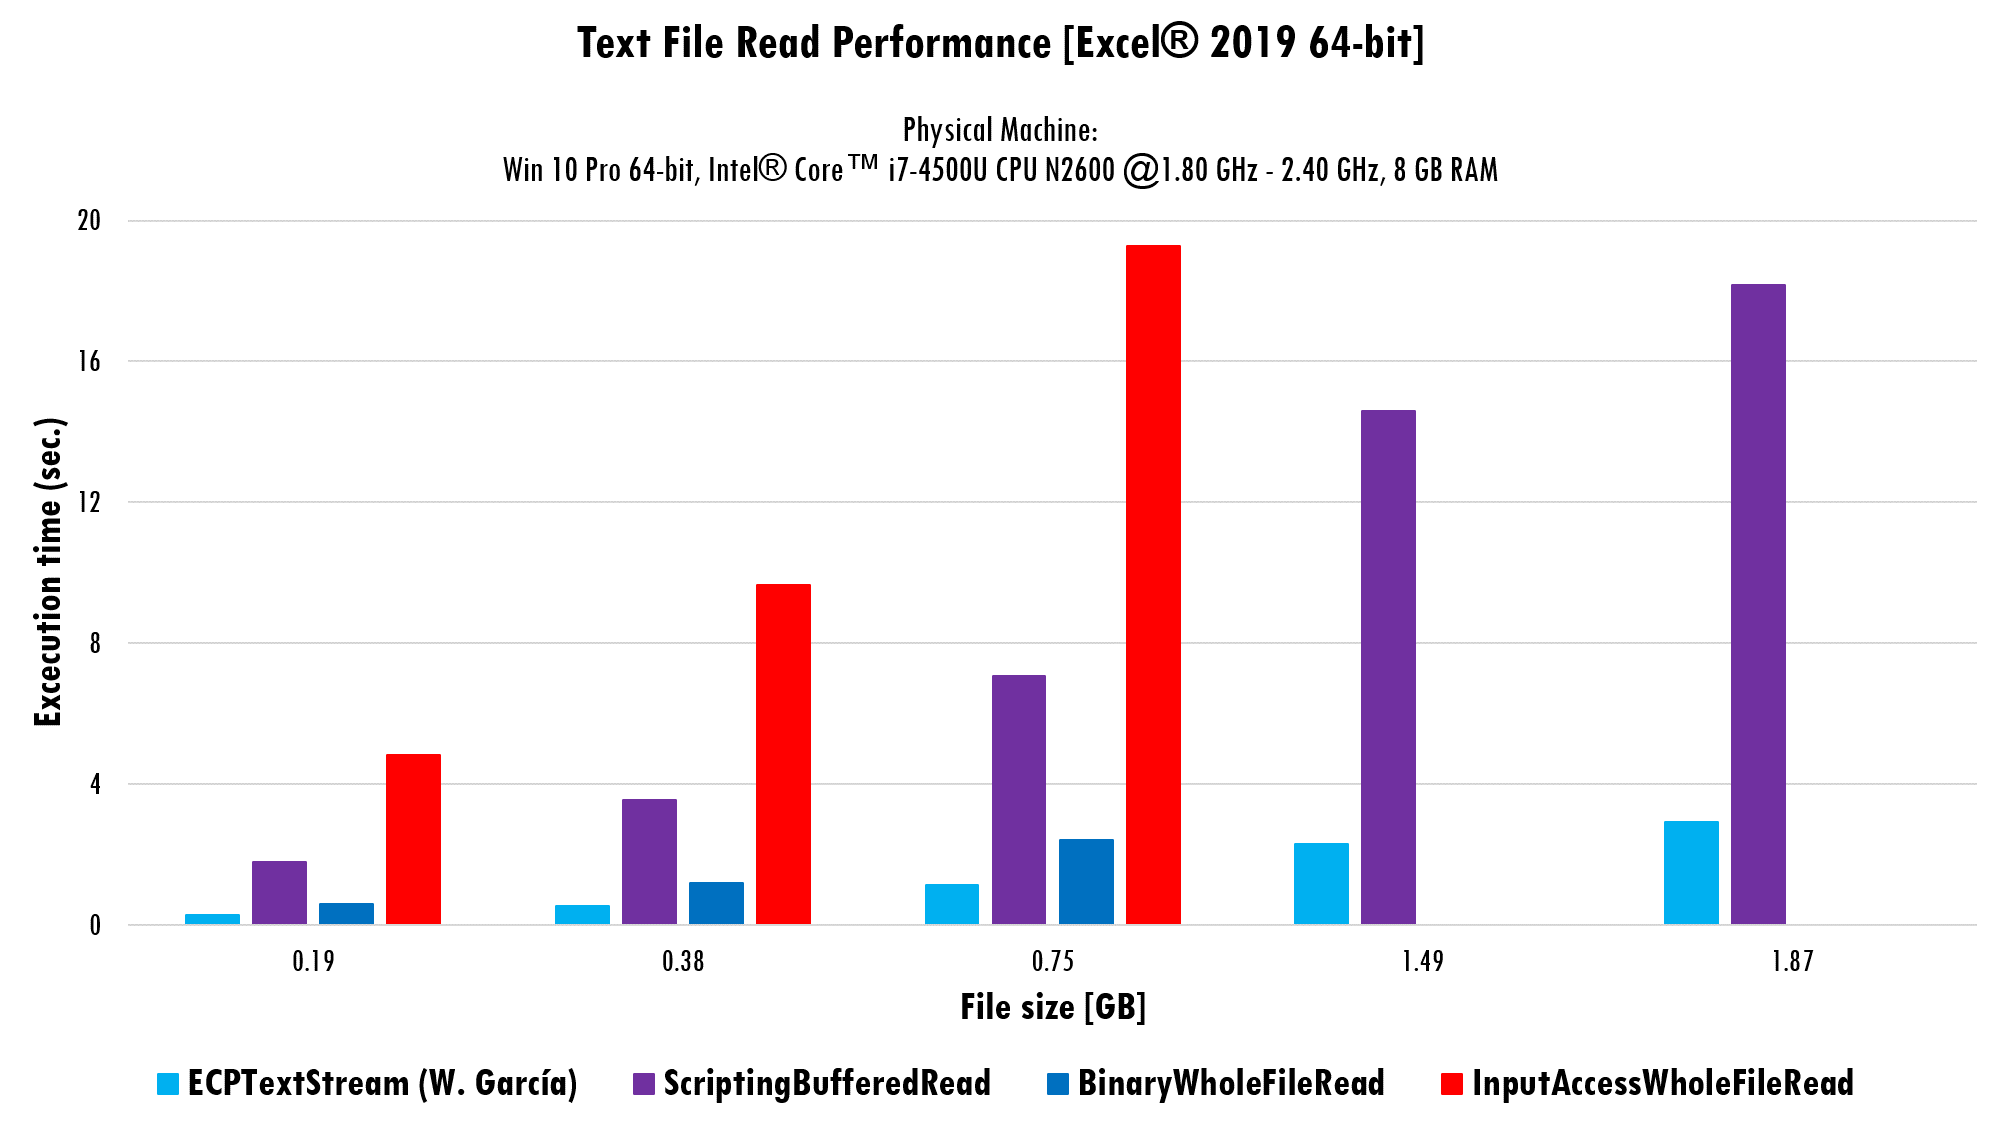 Text File Read Performance [Excel® 2019 64-bit]
Physical Machine:
Win 10 Pro 64-bit, Intel® Core™ i7-4500U CPU N2600 @1.80 GHz - 2.40 GHz, 8 GB RAM
20
16
12
8
4
0
Excecution time (sec.)
0.19 0.38 0.75 1.49 1.87
File size [GB]
ECPTextStream (W. García) ScriptingBufferedRead BinaryWholeFileRead InputAccessWholeFileRead